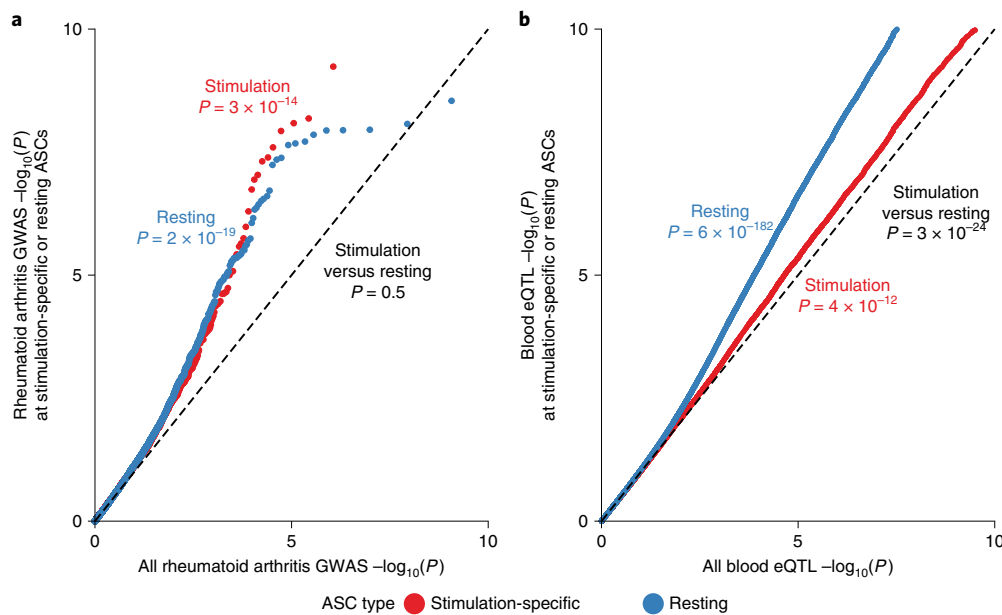 a
Rheumatoid arthritis GWAS –log₁₀(P)
at stimulation-specific or resting ASCs
10
5
0
Stimulation
P = 3 × 10⁻¹⁴
Resting
P = 2 × 10⁻¹⁹
Stimulation
versus resting
P = 0.5
0
5
10
All rheumatoid arthritis GWAS –log₁₀(P)
b
Blood eQTL –log₁₀(P)
at stimulation-specific or resting ASCs
10
5
0
Resting
P = 6 × 10⁻¹⁸²
Stimulation
versus resting
P = 3 × 10⁻²⁴
Stimulation
P = 4 × 10⁻¹²
0
5
10
All blood eQTL –log₁₀(P)
ASC type Stimulation-specific Resting